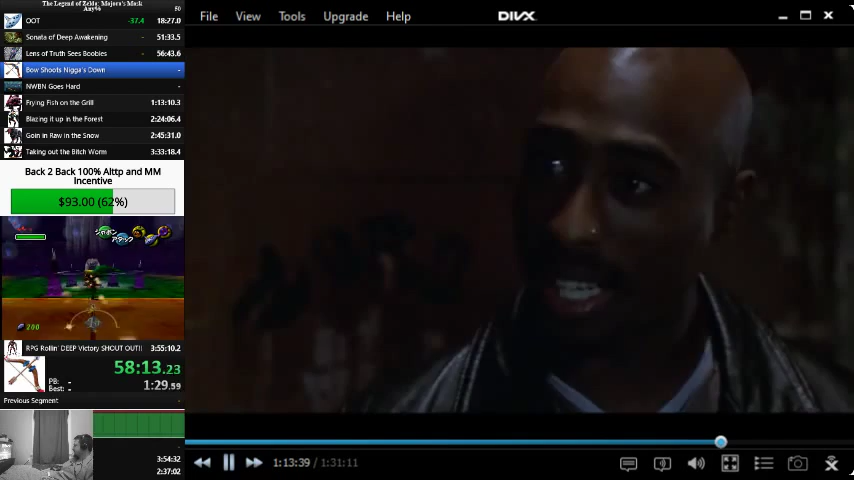 The Legend of Zelda: Majora's Mask
Any%
50
OOT -37.4 18:27.0
Sonata of Deep Awakening - 51:33.5
Lens of Truth Sees Boobies - 56:43.6
Bow Shoots Nigga's Down -
NWBN Goes Hard -
Frying Fish on the Grill 1:13:10.3
Blazing it up in the Forest 2:24:06.4
Goin in Raw in the Snow 2:45:31.0
Taking out the Bitch Worm 3:33:18.4
Back 2 Back 100% Alttp and MM
Incentive
$93.00 (62%)
200
RPG Rollin' DEEP Victory SHOUT OUT!! 3:55:10.2
58:13.23
PB: -
Best: -
1:29.59
Previous Segment -
-
3:54:32
2:37:02
File View Tools Upgrade Help
DIVX
1:13:39 / 1:31:11